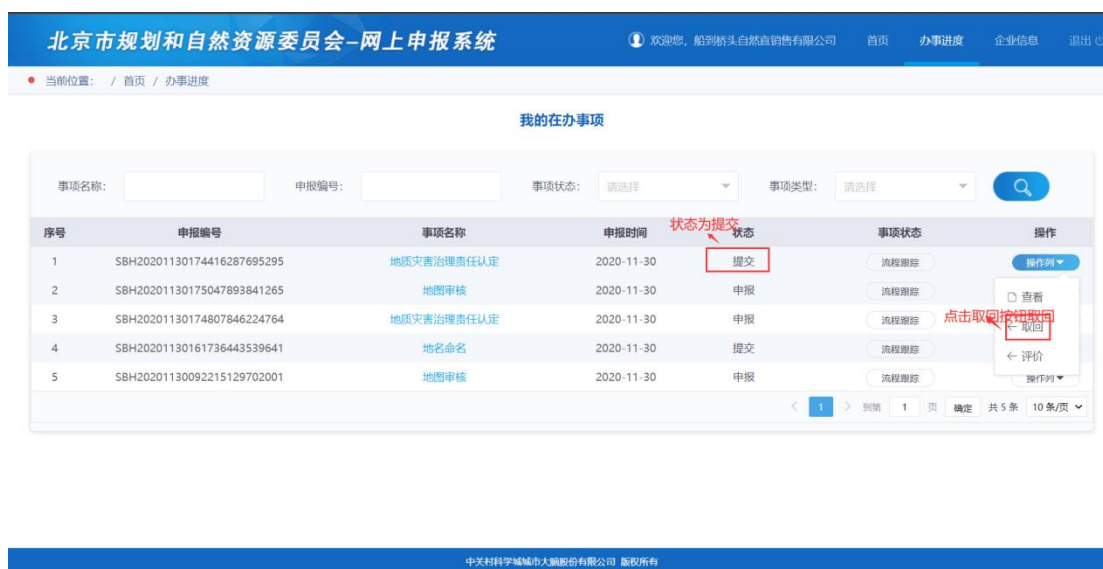 北京市规划和自然资源委员会-网上申报系统 欢迎您，船到桥头自然直销售有限公司 首页 办事进度 企业信息 退出
当前位置： / 首页 / 办事进度
我的在办事项
事项名称： 申报编号： 事项状态： 请选择 事项类型： 请选择
状态为提交
序号 申报编号 事项名称 申报时间 状态 事项状态 操作
1 SBH20201130174416287695295 地质灾害治理责任认定 2020-11-30 提交 流程跟踪 操作列
2 SBH20201130175047893841265 地图审核 2020-11-30 申报 流程跟踪
查看
3 SBH20201130174807846224764 地质灾害治理责任认定 2020-11-30 申报 流程跟踪
点击取回按钮取回
取回
4 SBH20201130161736443539641 地名命名 2020-11-30 提交 流程跟踪
评价
5 SBH20201130092215129702001 地图审核 2020-11-30 申报 流程跟踪 操作列
1 到第 1 页 确定 共 5 条 10 条/页
中关村科学城城市大脑股份有限公司 版权所有